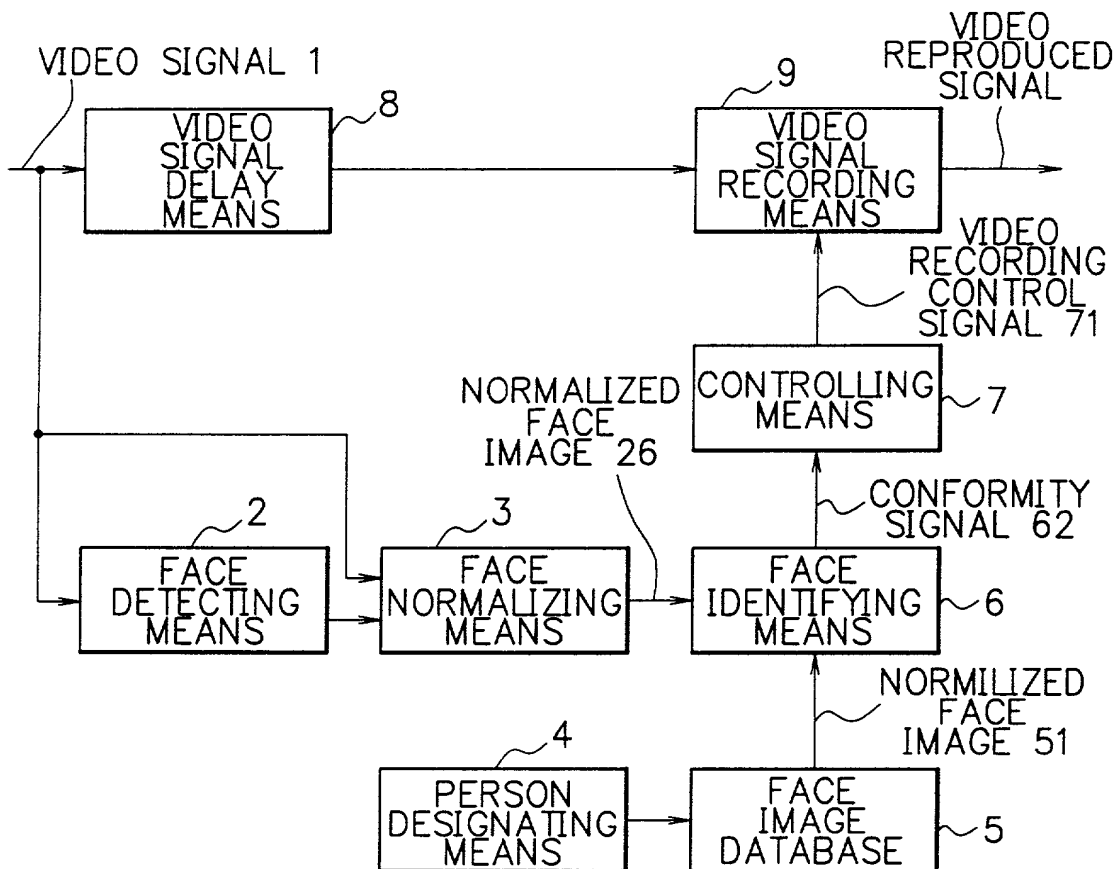 VIDEO SIGNAL 1
8
VIDEO
SIGNAL
DELAY
MEANS
9
VIDEO
SIGNAL
RECORDING
MEANS
VIDEO
REPRODUCED
SIGNAL
VIDEO
RECORDING
CONTROL
SIGNAL 71
CONTROLLING
MEANS
7
NORMALIZED
FACE
IMAGE 26
CONFORMITY
SIGNAL 62
2
FACE
DETECTING
MEANS
3
FACE
NORMALIZING
MEANS
FACE
IDENTIFYING
MEANS
6
NORMILIZED
FACE
IMAGE 51
4
PERSON
DESIGNATING
MEANS
FACE
IMAGE
DATABASE
5